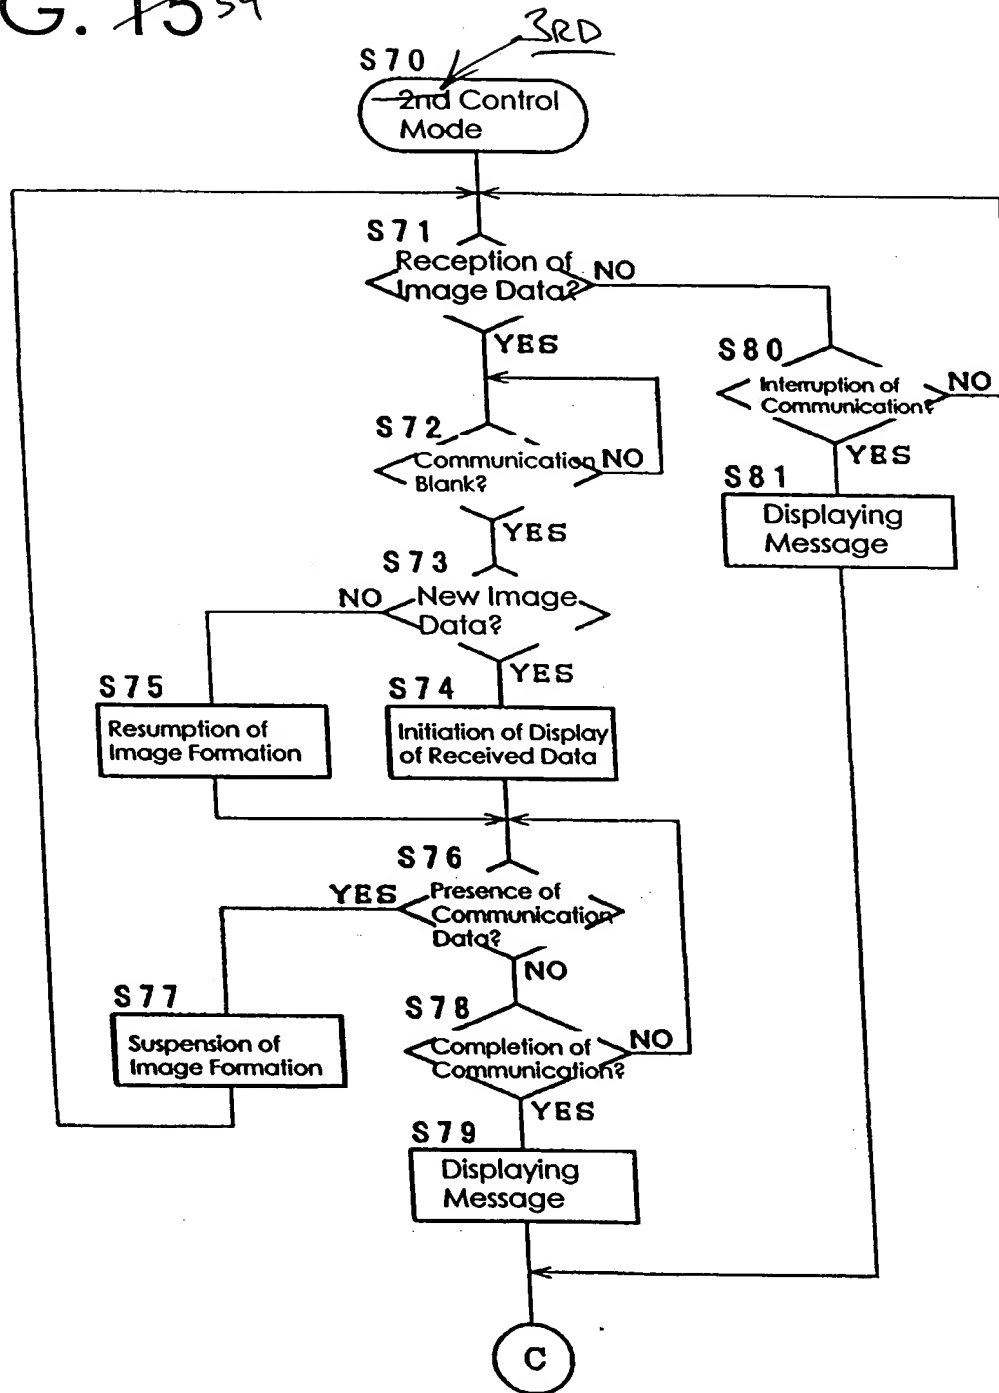 G. 15
3RD
S70
2nd Control
Mode
S71
Reception of
Image Data?
NO
YES
S80
Interruption of
Communication?
NO
YES
S72
Communication
Blank?
NO
YES
S81
Displaying
Message
S73
New Image
Data?
NO
YES
S75
Resumption of
Image Formation
S74
Initiation of Display
of Received Data
S76
Presence of
Communication
Data?
YES
NO
S77
Suspension of
Image Formation
S78
Completion of
Communication?
NO
YES
S79
Displaying
Message
C